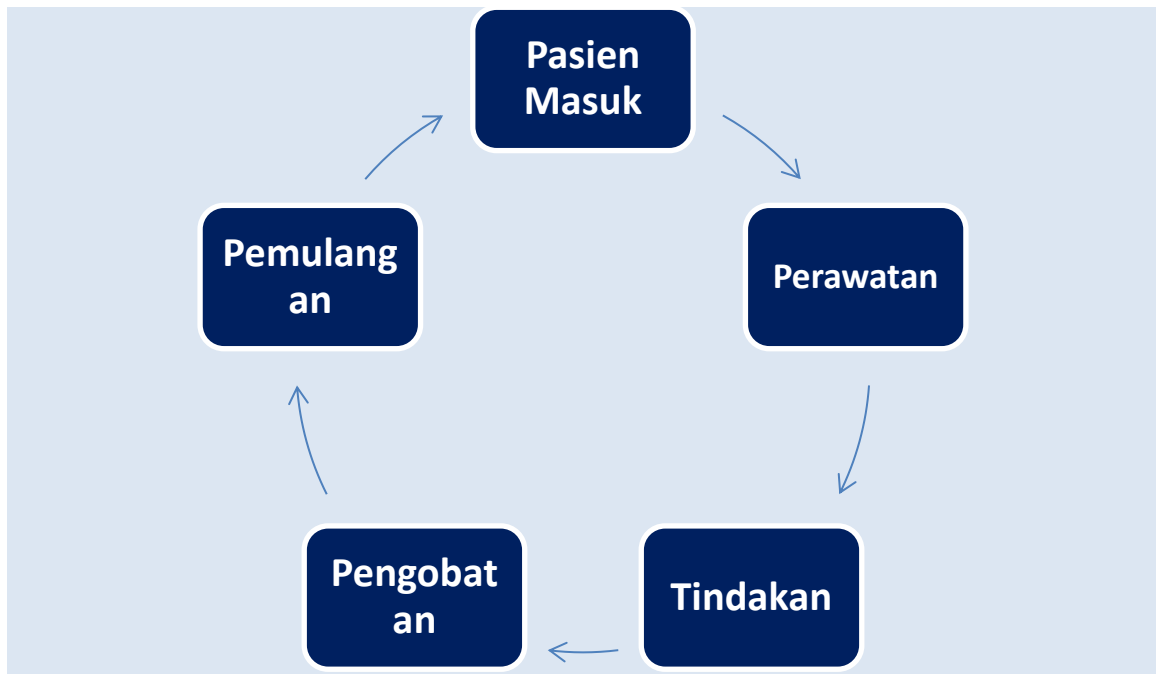 Pasien
Masuk
Perawatan
Tindakan
Pengobat
an
Pemulang
an